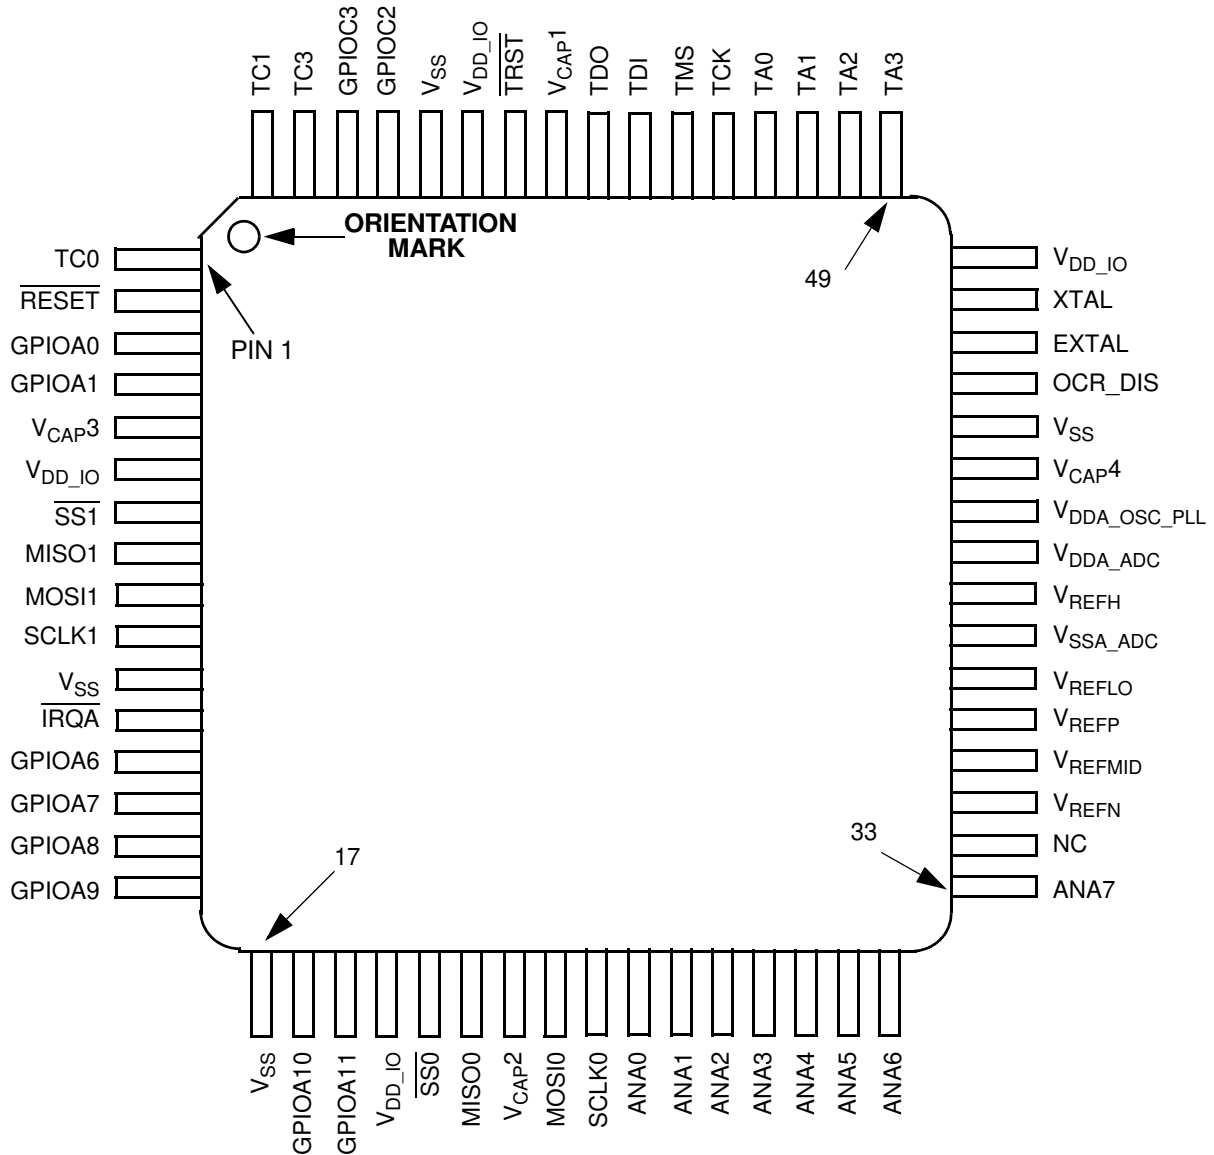 TC1
TC3
GPIOC3
GPIOC2
VSS
VDD_IO
TRST
VCAP1
TDO
TDI
TMS
TCK
TA0
TA1
TA2
TA3
ORIENTATION
MARK
49
PIN 1
TC0
RESET
GPIOA0
GPIOA1
VCAP3
VDD_IO
SS1
MISO1
MOSI1
SCLK1
VSS
IRQA
GPIOA6
GPIOA7
GPIOA8
GPIOA9
VDD_IO
XTAL
EXTAL
OCR_DIS
VSS
VCAP4
VDDA_OSC_PLL
VDDA_ADC
VREFH
VSSA_ADC
VREFLO
VREFP
VREFMID
VREFN
NC
ANA7
33
17
VSS
GPIOA10
GPIOA11
VDD_IO
SS0
MISO0
VCAP2
MOSI0
SCLK0
ANA0
ANA1
ANA2
ANA3
ANA4
ANA5
ANA6